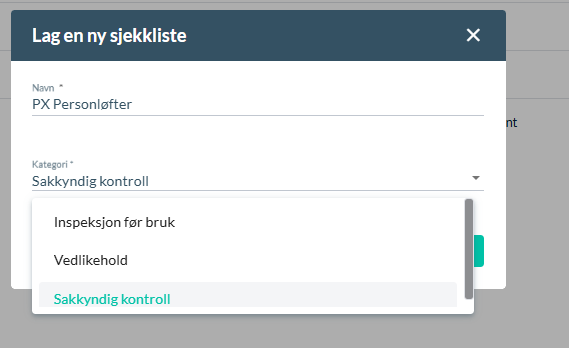 Lag en ny sjekkliste
Navn *
PX Personløfter
nt
Kategori *
Sakkyndig kontroll
Inspeksjon før bruk
Vedlikehold
Sakkyndig kontroll